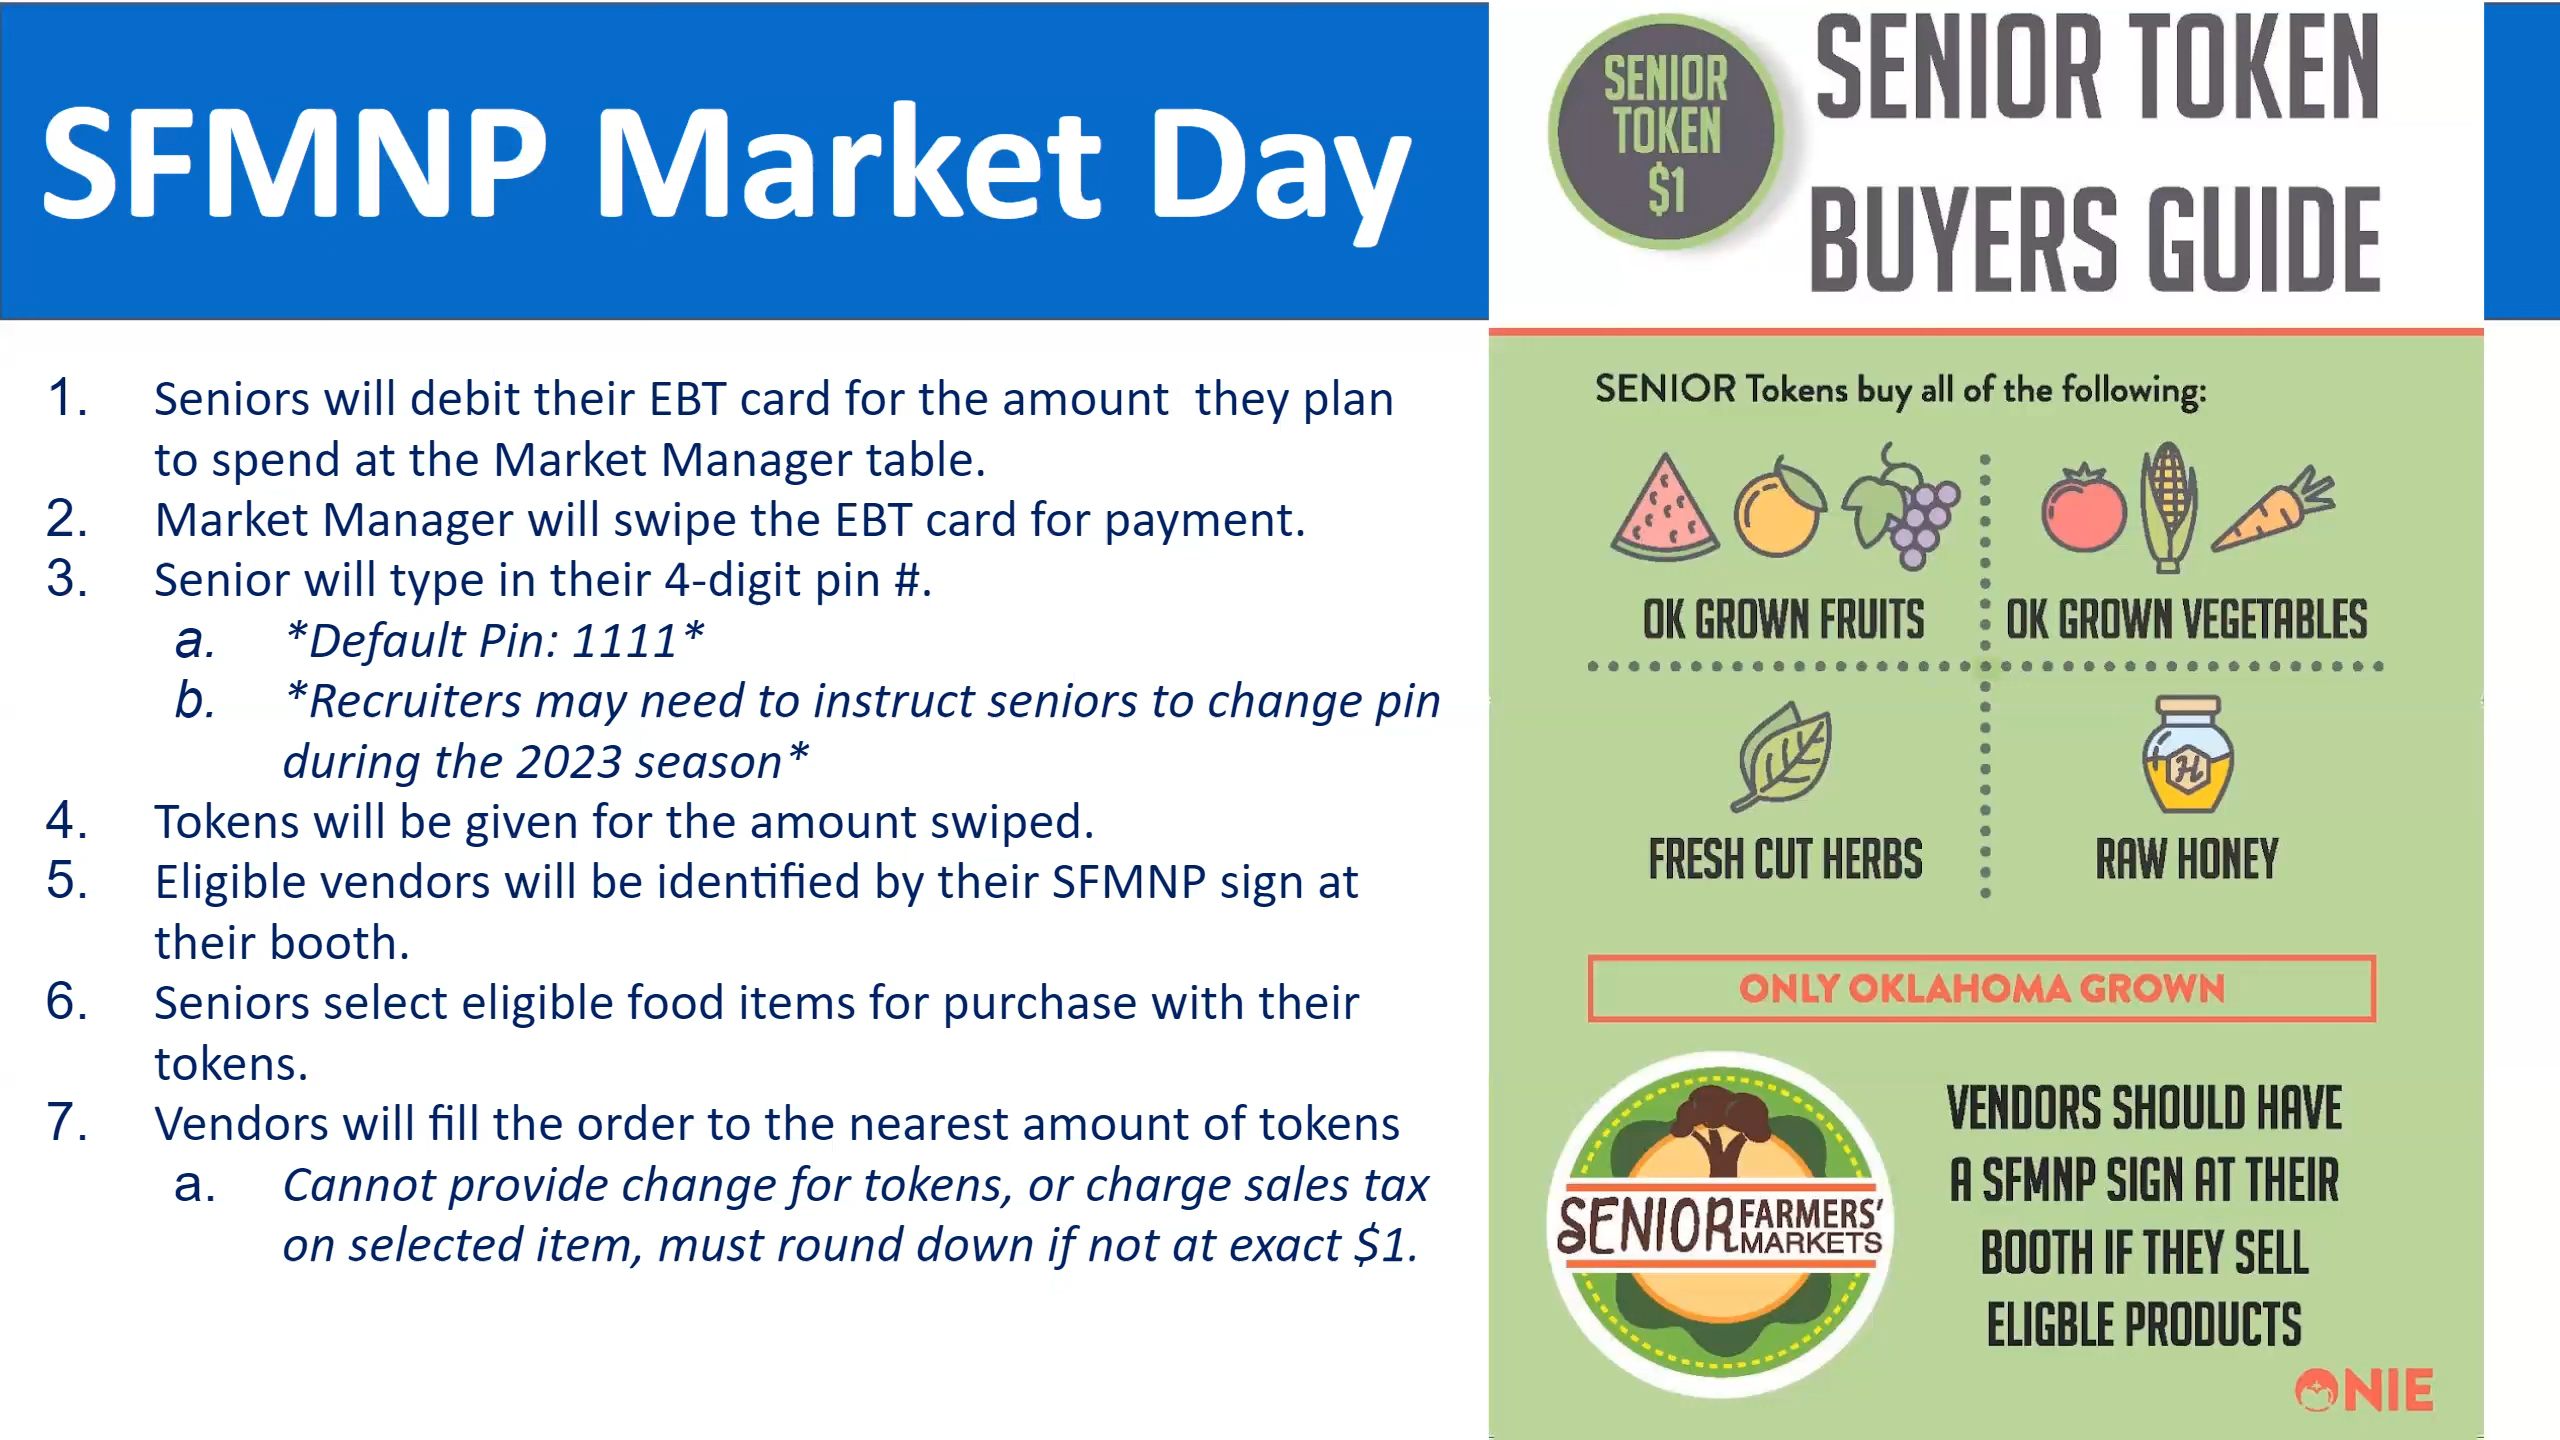 SFMNP Market Day
1. Seniors will debit their EBT card for the amount they plan
to spend at the Market Manager table.
2. Market Manager will swipe the EBT card for payment.
3. Senior will type in their 4-digit pin #.
a. *Default Pin: 1111*
b. *Recruiters may need to instruct seniors to change pin
during the 2023 season*
4. Tokens will be given for the amount swiped.
5. Eligible vendors will be identified by their SFMNP sign at
their booth.
6. Seniors select eligible food items for purchase with their
tokens.
7. Vendors will fill the order to the nearest amount of tokens
a. Cannot provide change for tokens, or charge sales tax
on selected item, must round down if not at exact $1.
SENIOR
TOKEN
$1
SENIOR TOKEN
BUYERS GUIDE
SENIOR Tokens buy all of the following:
OK GROWN FRUITS
OK GROWN VEGETABLES
FRESH CUT HERBS
H
RAW HONEY
ONLY OKLAHOMA GROWN
SENIOR FARMERS'
MARKETS
VENDORS SHOULD HAVE
A SFMNP SIGN AT THEIR
BOOTH IF THEY SELL
ELIGBLE PRODUCTS
ONIE